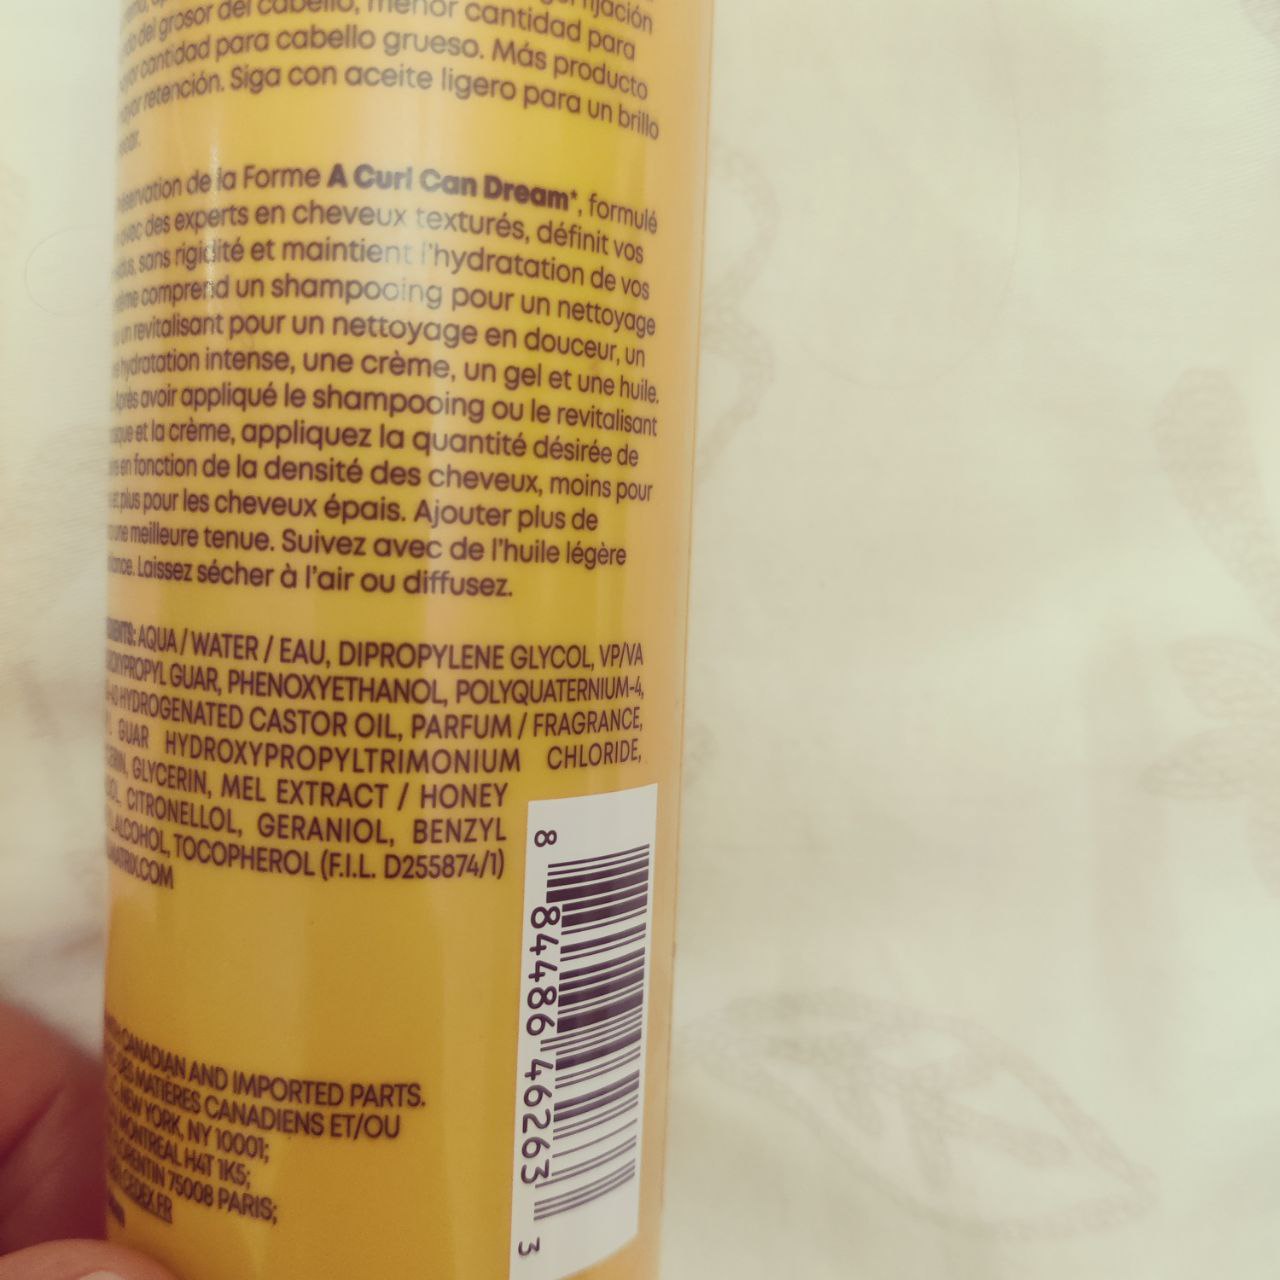 del grosor del cabello, menor cantidad para
cantidad para cabello grueso. Más producto
retención. Siga con aceite ligero para un brillo
de la Forme A Curl Can Dream*, formulé
avec des experts en cheveux texturés, définit vos
sans rigidité et maintient l'hydratation de vos
comprend un shampooing pour un nettoyage
un revitalisant pour un nettoyage en douceur, un
hydratation intense, une crème, un gel et une huile.
Après avoir appliqué le shampooing ou le revitalisant
et la crème, appliquez la quantité désirée de
en fonction de la densité des cheveux, moins pour
et plus pour les cheveux épais. Ajouter plus de
une meilleure tenue. Suivez avec de l'huile légère
Laissez sécher à l'air ou diffusez.
AQUA / WATER / EAU, DIPROPYLENE GLYCOL, VP/VA
GUAR, PHENOXYETHANOL, POLYQUATERNIUM-4,
HYDROGENATED CASTOR OIL, PARFUM / FRAGRANCE,
GUAR HYDROXYPROPYLTRIMONIUM CHLORIDE,
GLYCERIN, MEL EXTRACT / HONEY
CITRONELLOL, GERANIOL, BENZYL
ALCOHOL, TOCOPHEROL (F.I.L. D255874/1)
CANADIAN AND IMPORTED PARTS.
DES MATIÈRES CANADIENS ET/OU
NEW YORK, NY 10001;
MONTREAL H4T 1K5;
75008 PARIS;
8 84486 46263 3